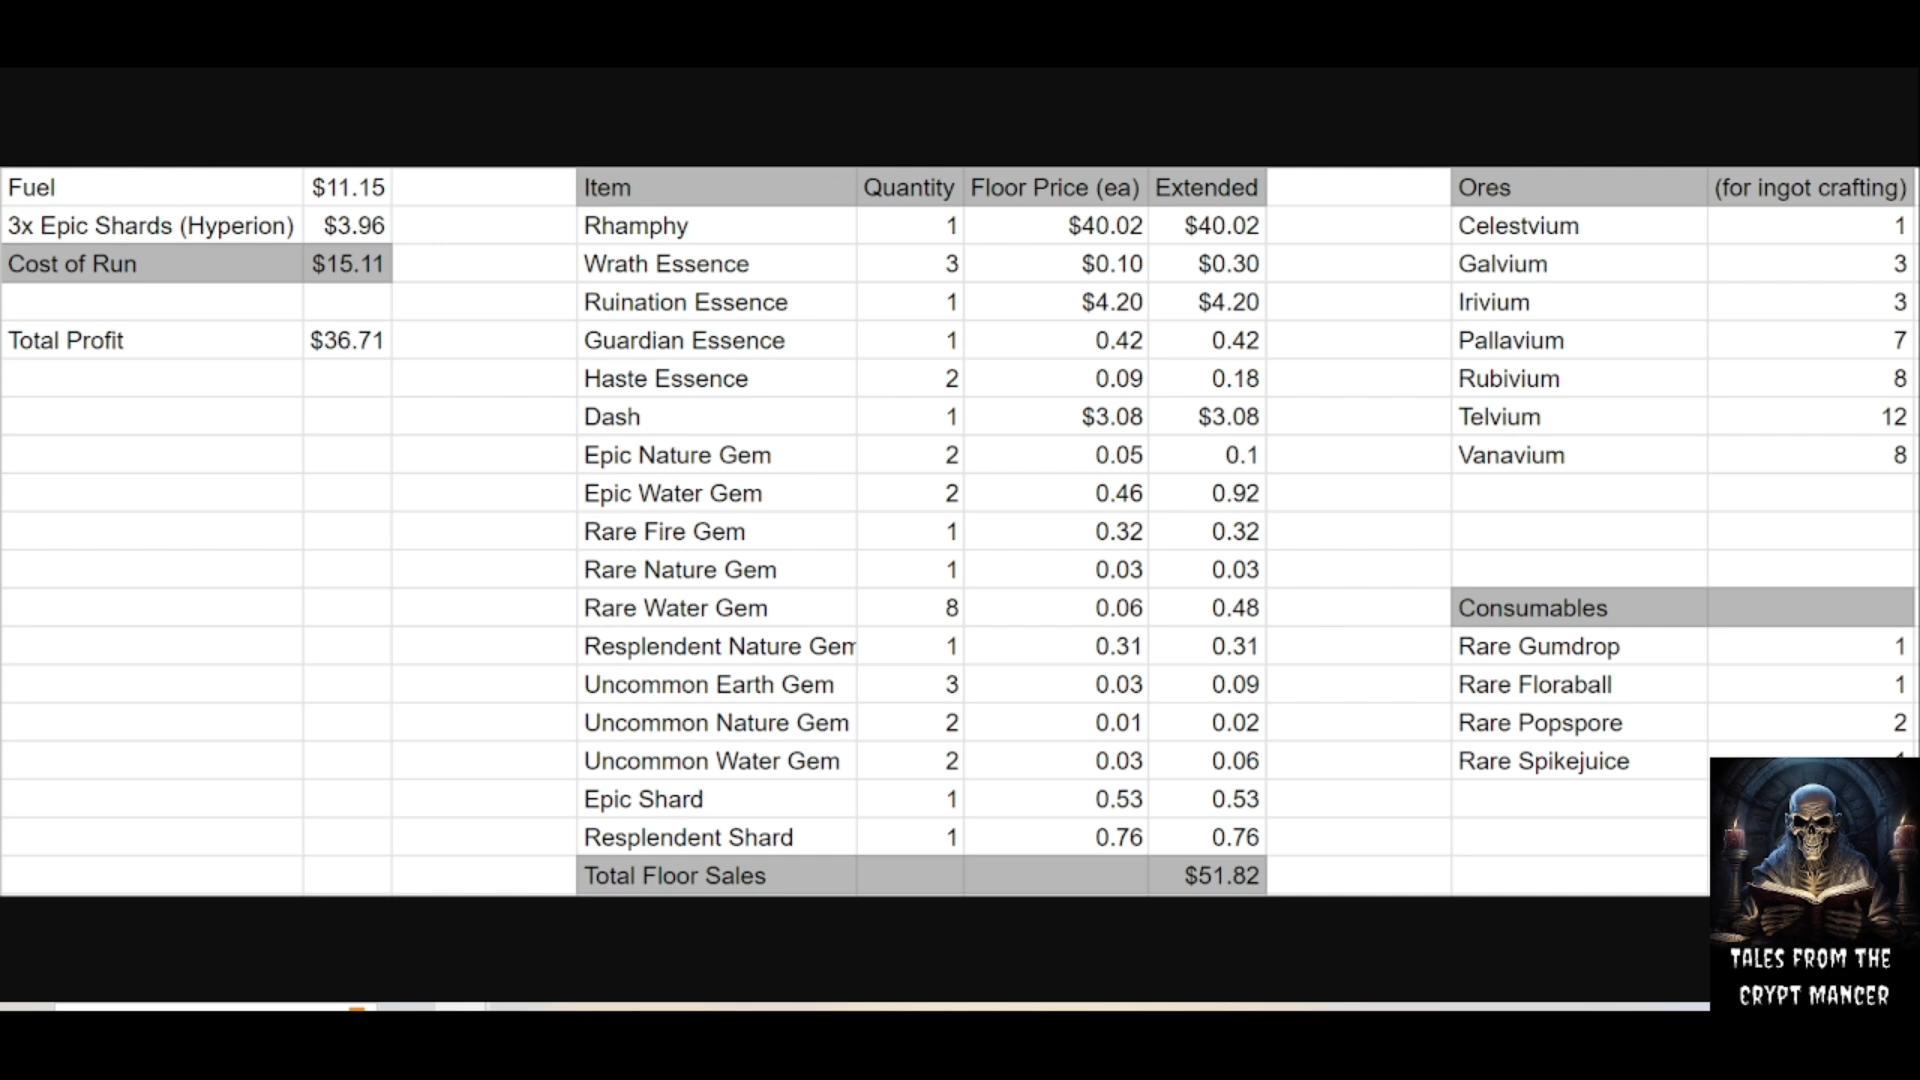 Fuel $11.15 Item Quantity Floor Price (ea) Extended Ores (for ingot crafting)
3x Epic Shards (Hyperion) $3.96 Rhamphy 1 $40.02 $40.02 Celestvium 1
Cost of Run $15.11 Wrath Essence 3 $0.10 $0.30 Galvium 3
Ruination Essence 1 $4.20 $4.20 Irivium 3
Total Profit $36.71 Guardian Essence 1 0.42 0.42 Pallavium 7
Haste Essence 2 0.09 0.18 Rubivium 8
Dash 1 $3.08 $3.08 Telvium 12
Epic Nature Gem 2 0.05 0.1 Vanavium 8
Epic Water Gem 2 0.46 0.92
Rare Fire Gem 1 0.32 0.32
Rare Nature Gem 1 0.03 0.03
Rare Water Gem 8 0.06 0.48 Consumables
Resplendent Nature Gem 1 0.31 0.31 Rare Gumdrop 1
Uncommon Earth Gem 3 0.03 0.09 Rare Floraball 1
Uncommon Nature Gem 2 0.01 0.02 Rare Popspore 2
Uncommon Water Gem 2 0.03 0.06 Rare Spikejuice
Epic Shard 1 0.53 0.53
Resplendent Shard 1 0.76 0.76
Total Floor Sales $51.82
TALES FROM THE
CRYPT MANCER